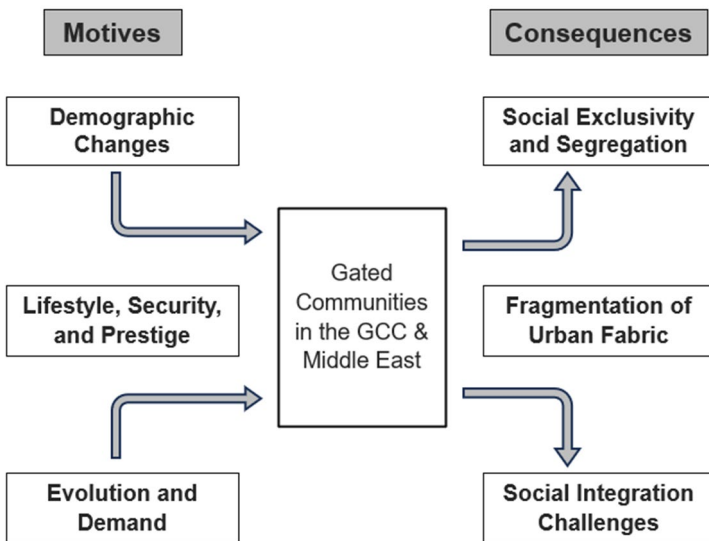 Motives
Consequences
Demographic
Changes
Social Exclusivity
and Segregation
Gated
Communities
in the GCC &
Middle East
Lifestyle, Security,
and Prestige
Fragmentation of
Urban Fabric
Evolution and
Demand
Social Integration
Challenges